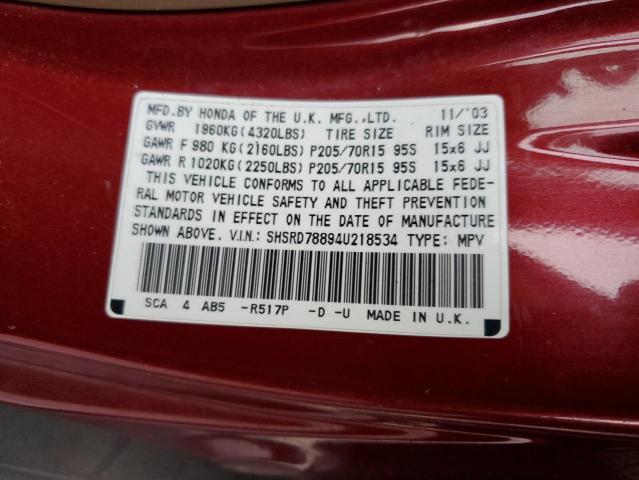 MFD.BY HONDA OF THE U.K. MFG.,LTD. 11/'03
GVWR 1960KG(4320LBS) TIRE SIZE RIM SIZE
GAWR F 980 KG(2160LBS) P205/70R15 95S 15x6 JJ
GAWR R 1020KG(2250LBS) P205/70R15 95S 15x6 JJ
THIS VEHICLE CONFORMS TO ALL APPLICABLE FEDE-
RAL MOTOR VEHICLE SAFETY AND THEFT PREVENTION
STANDARDS IN EFFECT ON THE DATE OF MANUFACTURE
SHOWN ABOVE. V.I.N.: SHSRD78894U218534 TYPE: MPV
SCA 4 AB5 -R517P -D -U MADE IN U.K.